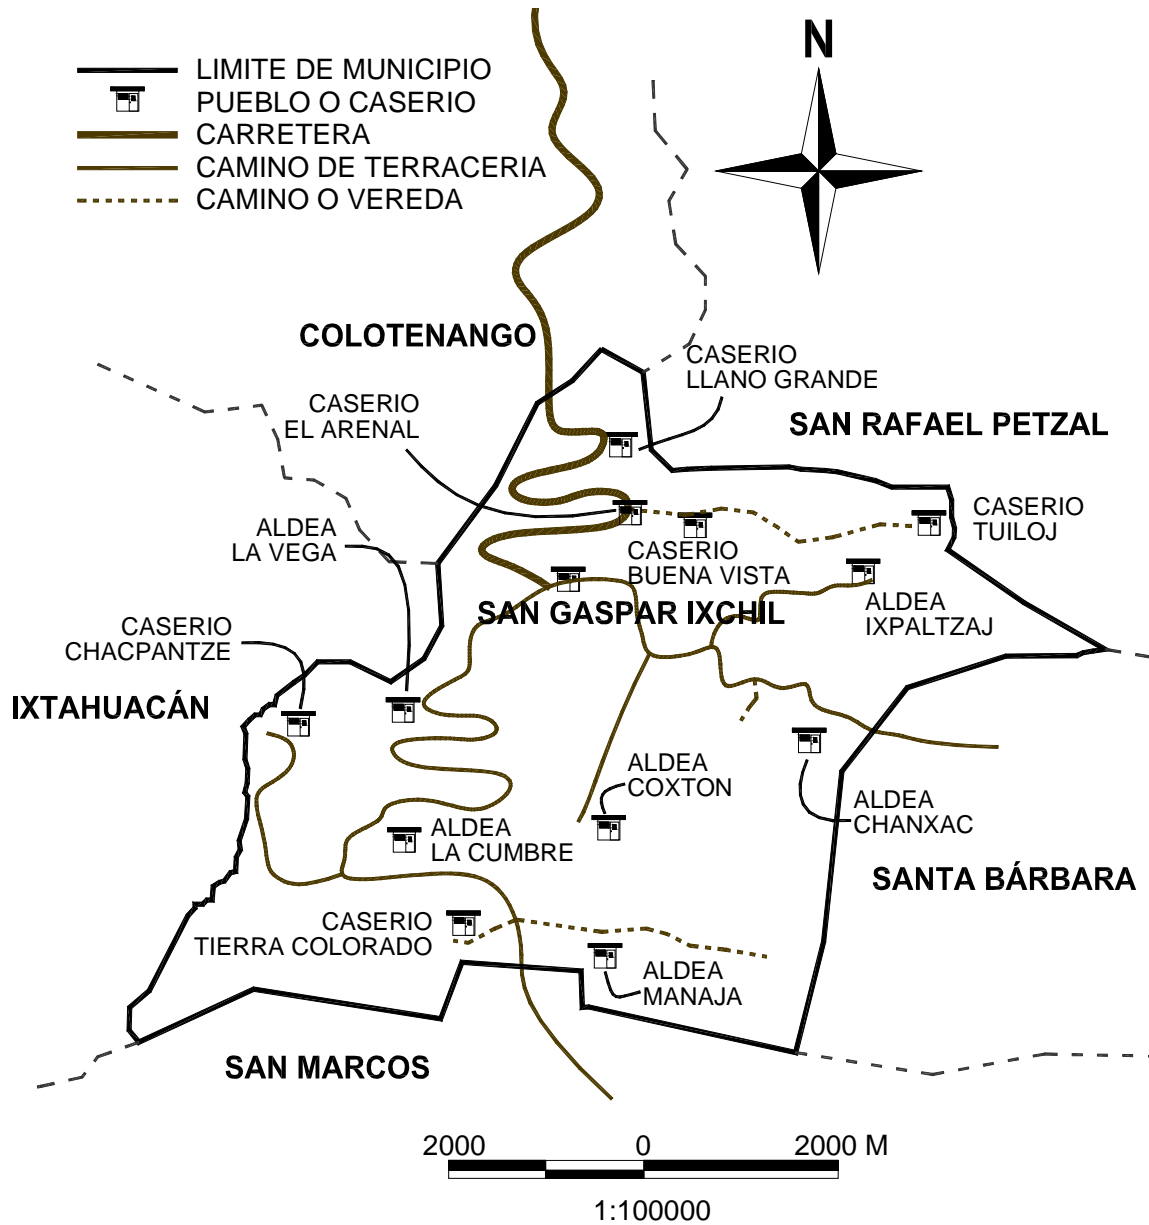 N
LIMITE DE MUNICIPIO
PUEBLO O CASERIO
CARRETERA
CAMINO DE TERRACERIA
CAMINO O VEREDA
COLOTENANGO
CASERIO
LLANO GRANDE
CASERIO
EL ARENAL
SAN RAFAEL PETZAL
ALDEA
LA VEGA
CASERIO
TUILOJ
CASERIO
BUENA VISTA
SAN GASPAR IXCHIL
ALDEA
IXPALTZAJ
CASERIO
CHACPANTZE
IXTAHUACÁN
ALDEA
COXTON
ALDEA
CHANXAC
ALDEA
LA CUMBRE
SANTA BÁRBARA
CASERIO
TIERRA COLORADO
ALDEA
MANAJA
SAN MARCOS
2000 0 2000 M
1:100000